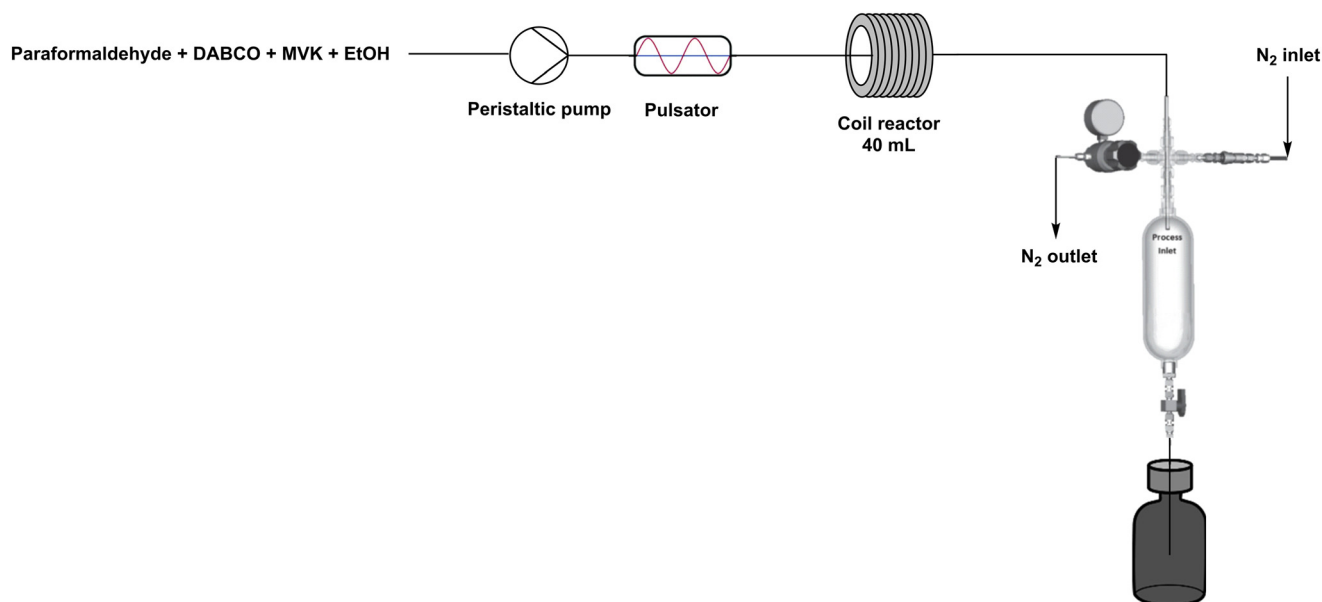 Paraformaldehyde + DABCO + MVK + EtOH
Peristaltic pump
Pulsator
Coil reactor
40 mL
N₂ inlet
N₂ outlet
Process
Inlet